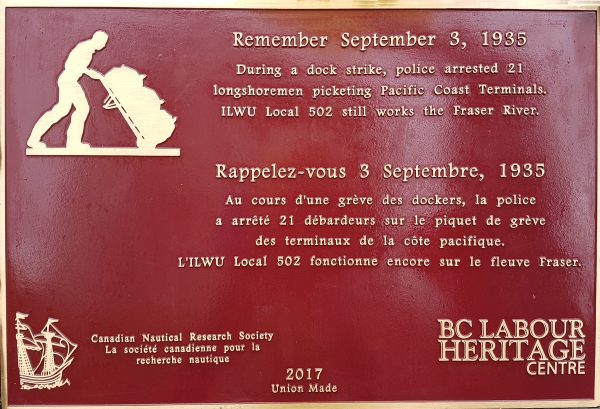 Remember September 3, 1935
During a dock strike, police arrested 21
longshoremen picketing Pacific Coast Terminals.
ILWU Local 502 still works the Fraser River.
Rappelez-vous 3 Septembre, 1935
Au cours d'une grève des dockers, la police
a arrêté 21 débardeurs sur le piquet de grève
des terminaux de la côte pacifique.
L'ILWU Local 502 fonctionne encore sur le fleuve Fraser.
Canadian Nautical Research Society
La société canadienne pour la
recherche nautique
2017
Union Made
BC LABOUR
HERITAGE
CENTRE